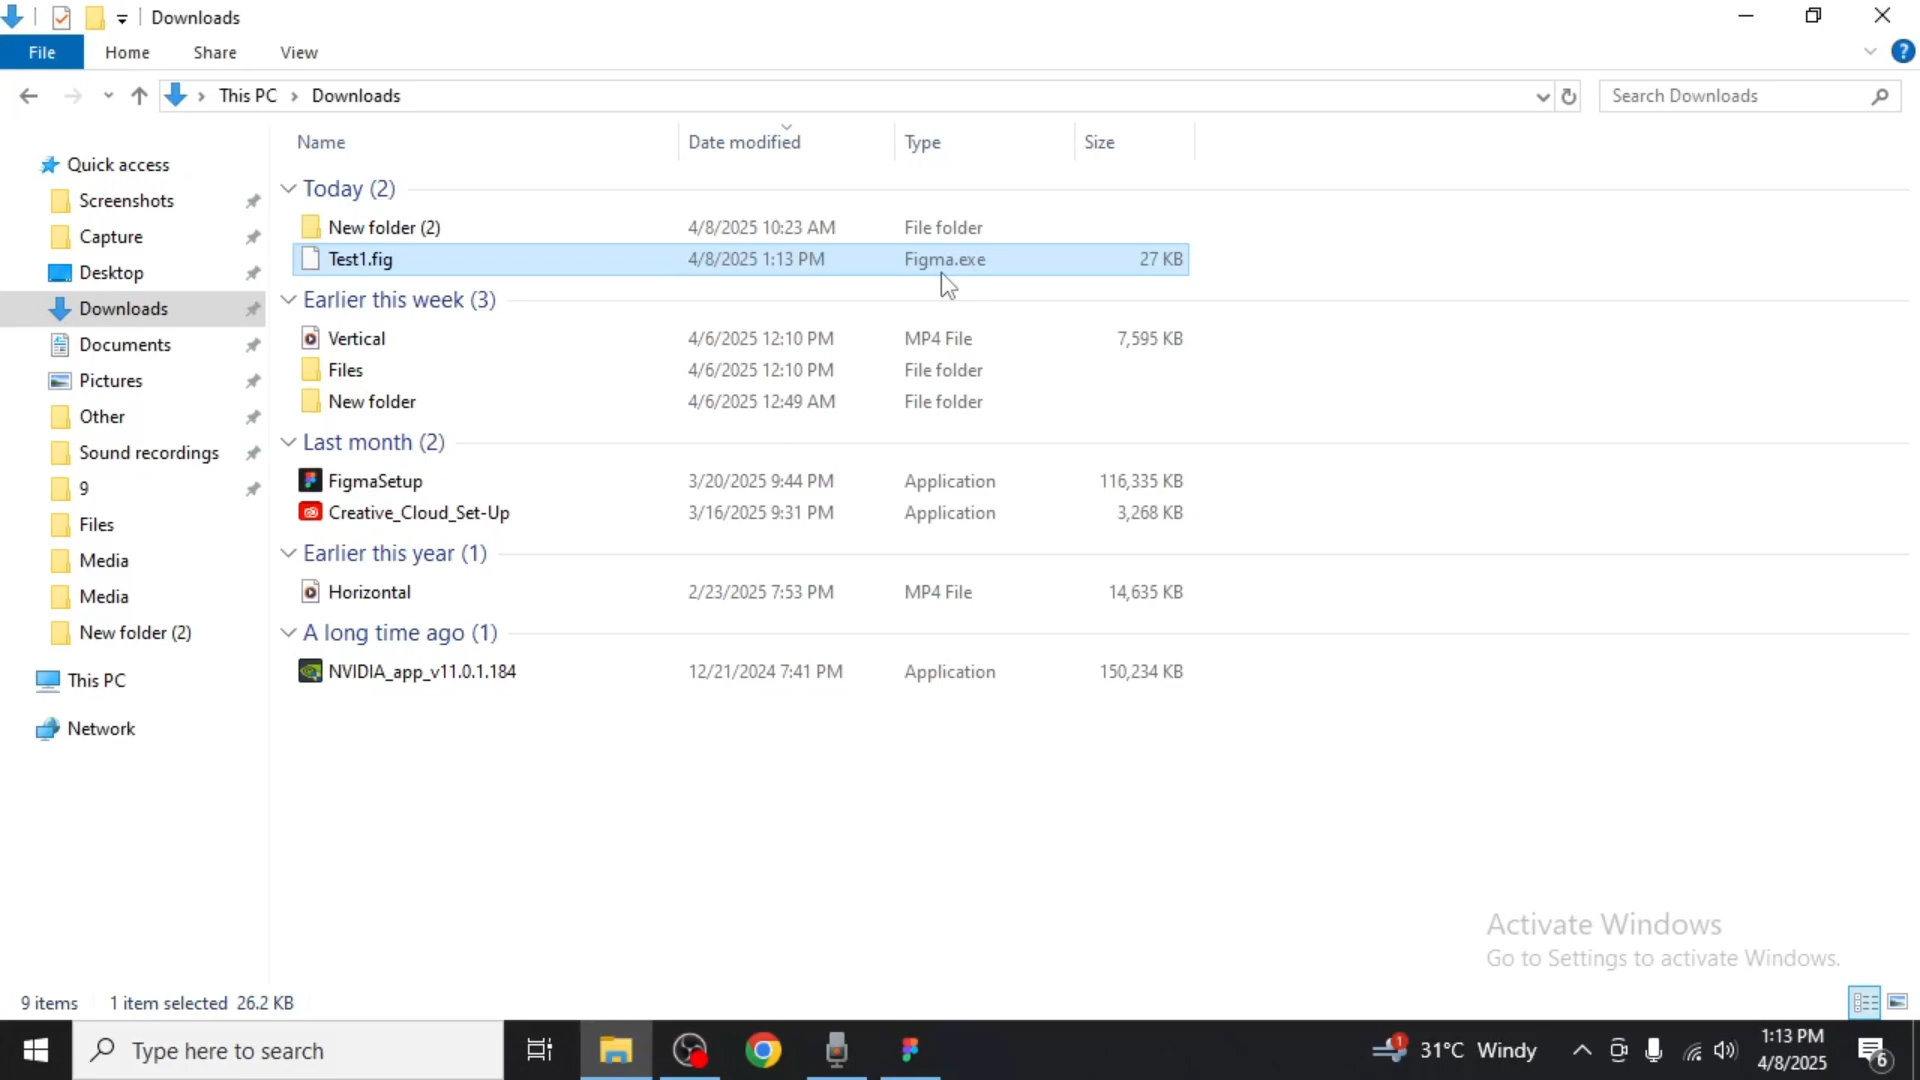 Downloads
File Home Share View
?
This PC Downloads
Search Downloads
Name Date modified Type Size
Quick access
Screenshots
Capture
Desktop
Downloads
Documents
Pictures
Other
Sound recordings
9
Files
Media
Media
New folder (2)
This PC
Network
Today (2)
New folder (2) 4/8/2025 10:23 AM File folder
Test1.fig 4/8/2025 1:13 PM Figma.exe 27 KB
Earlier this week (3)
Vertical 4/6/2025 12:10 PM MP4 File 7,595 KB
Files 4/6/2025 12:10 PM File folder
New folder 4/6/2025 12:49 AM File folder
Last month (2)
FigmaSetup 3/20/2025 9:44 PM Application 116,335 KB
Creative_Cloud_Set-Up 3/16/2025 9:31 PM Application 3,268 KB
Earlier this year (1)
Horizontal 2/23/2025 7:53 PM MP4 File 14,635 KB
A long time ago (1)
NVIDIA_app_v11.0.1.184 12/21/2024 7:41 PM Application 150,234 KB
Activate Windows
Go to Settings to activate Windows.
9 items 1 item selected 26.2 KB
Type here to search
1
31°C Windy
1:13 PM
4/8/2025
6